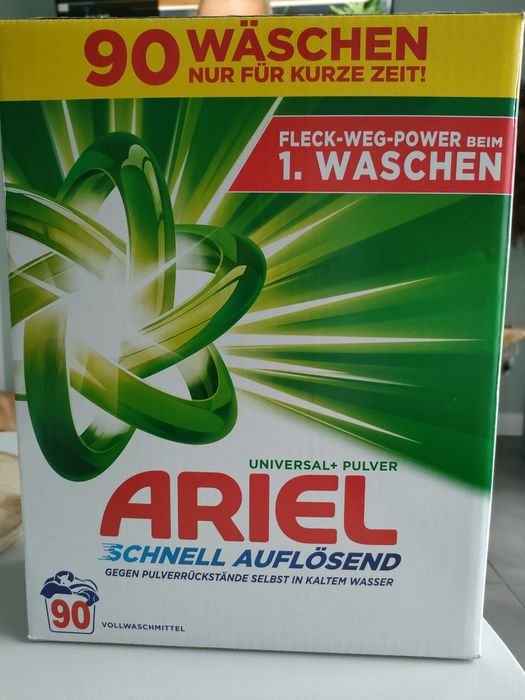 90 WÄSCHEN
NUR FÜR KURZE ZEIT!
FLECK-WEG-POWER BEIM
1. WASCHEN
UNIVERSAL+ PULVER
ARIEL
SCHNELL AUFLÖSEND
GEGEN PULVERRÜCKSTÄNDE SELBST IN KALTEM WASSER
90
VOLLWASCHMITTEL